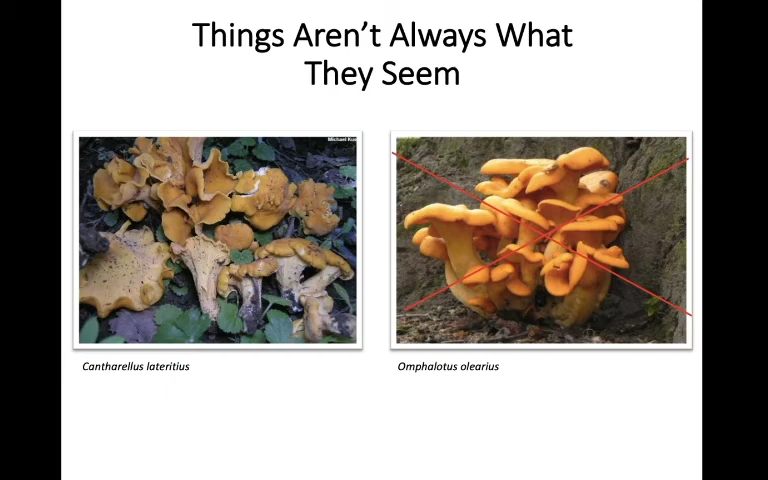 Things Aren’t Always What
They Seem
Cantharellus lateritius
Omphalotus olearius